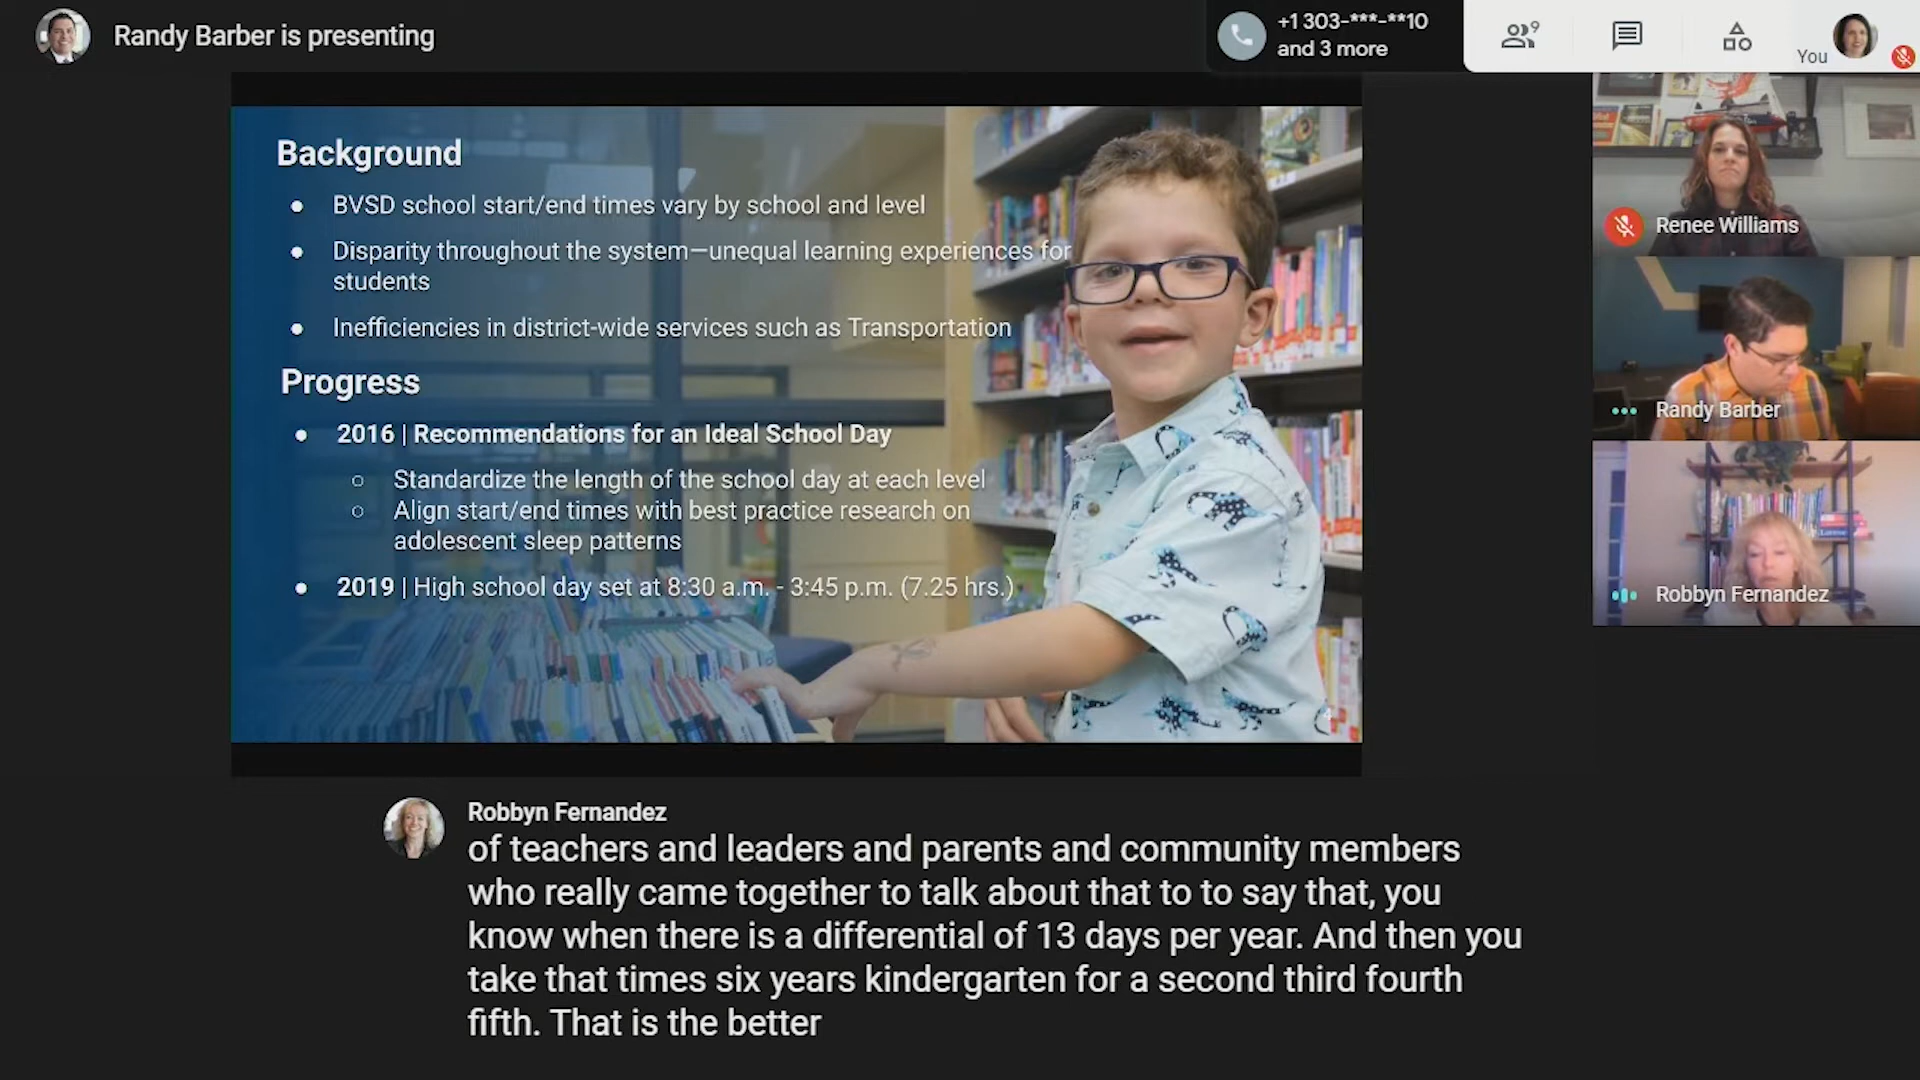 Randy Barber is presenting
+1 303-***-**10
and 3 more
9
You
Background
● BVSD school start/end times vary by school and level
● Disparity throughout the system—unequal learning experiences for
students
● Inefficiencies in district-wide services such as Transportation
Progress
● 2016 | Recommendations for an Ideal School Day
○ Standardize the length of the school day at each level
○ Align start/end times with best practice research on
adolescent sleep patterns
● 2019 | High school day set at 8:30 a.m. - 3:45 p.m. (7.25 hrs.)
Renee Williams
Randy Barber
Robbyn Fernandez
Robbyn Fernandez
of teachers and leaders and parents and community members
who really came together to talk about that to to say that, you
know when there is a differential of 13 days per year. And then you
take that times six years kindergarten for a second third fourth
fifth. That is the better